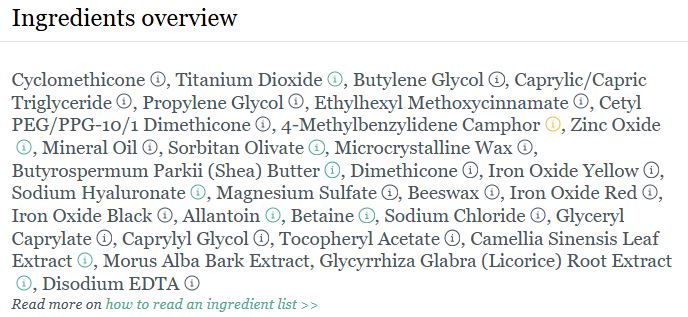 Ingredients overview
Cyclomethicone ⓘ, Titanium Dioxide ⓘ, Butylene Glycol ⓘ, Caprylic/Capric
Triglyceride ⓘ, Propylene Glycol ⓘ, Ethylhexyl Methoxycinnamate ⓘ, Cetyl
PEG/PPG-10/1 Dimethicone ⓘ, 4-Methylbenzylidene Camphor ⓘ, Zinc Oxide
ⓘ, Mineral Oil ⓘ, Sorbitan Olivate ⓘ, Microcrystalline Wax ⓘ,
Butyrospermum Parkii (Shea) Butter ⓘ, Dimethicone ⓘ, Iron Oxide Yellow ⓘ,
Sodium Hyaluronate ⓘ, Magnesium Sulfate ⓘ, Beeswax ⓘ, Iron Oxide Red ⓘ,
Iron Oxide Black ⓘ, Allantoin ⓘ, Betaine ⓘ, Sodium Chloride ⓘ, Glyceryl
Caprylate ⓘ, Caprylyl Glycol ⓘ, Tocopheryl Acetate ⓘ, Camellia Sinensis Leaf
Extract ⓘ, Morus Alba Bark Extract, Glycyrrhiza Glabra (Licorice) Root Extract
ⓘ, Disodium EDTA ⓘ
Read more on how to read an ingredient list >>